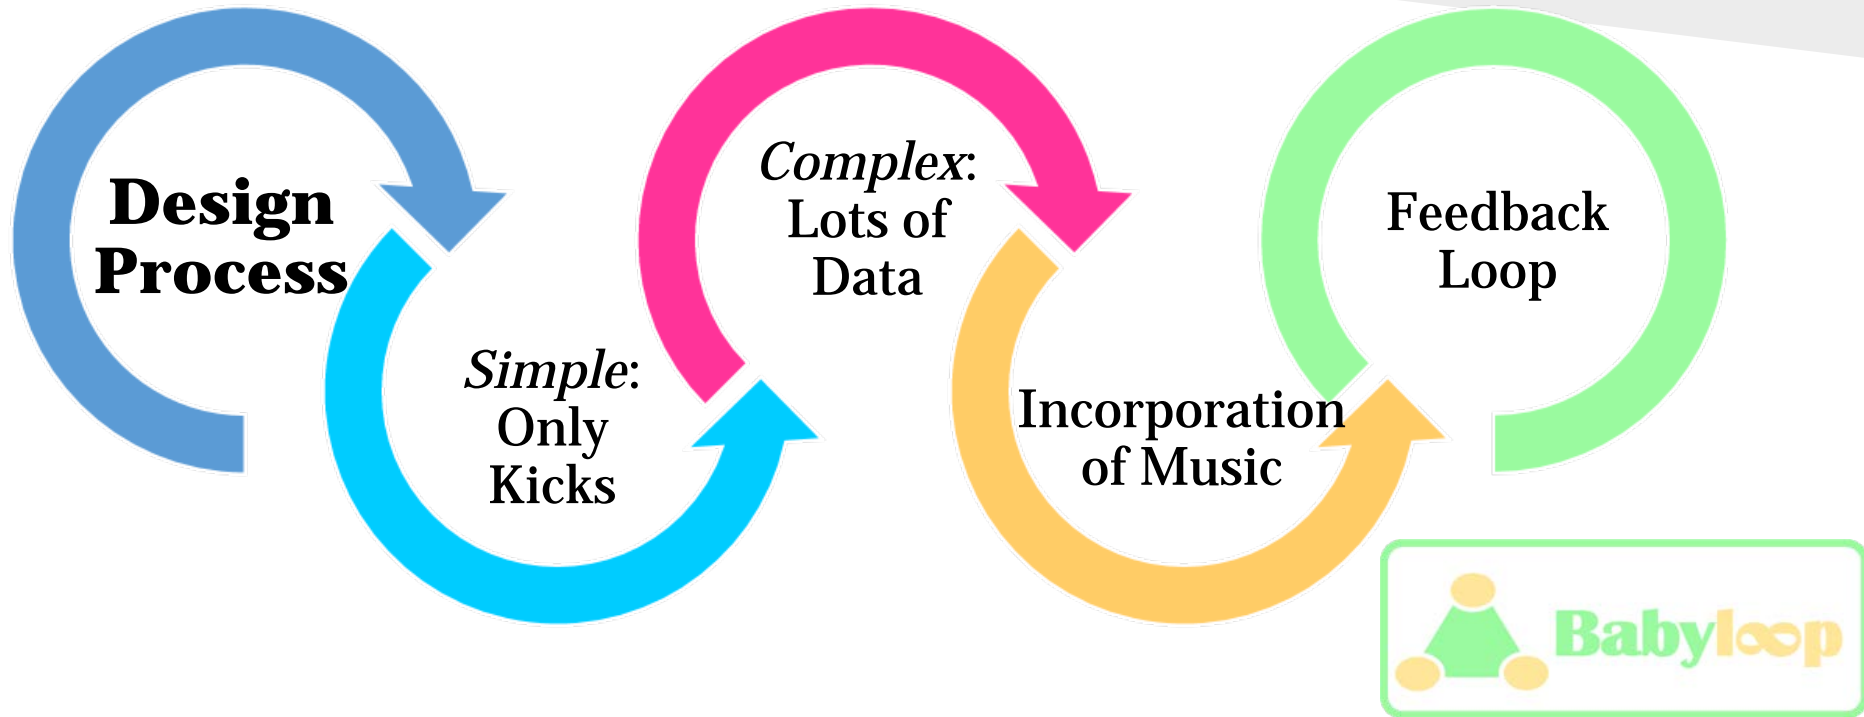 Design
Process
Simple:
Only
Kicks
Complex:
Lots of
Data
Incorporation
of Music
Feedback
Loop
Babyloop